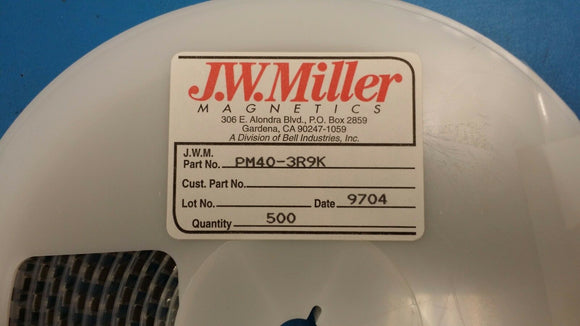 J.W.Miller
MAGNETICS
306 E. Alondra Blvd., P.O. Box 2859
Gardena, CA 90247-1059
A Division of Bell Industries, Inc.
J.W.M.
Part No. PM40-3R9K
Cust. Part No.
Lot No. Date 9704
Quantity 500